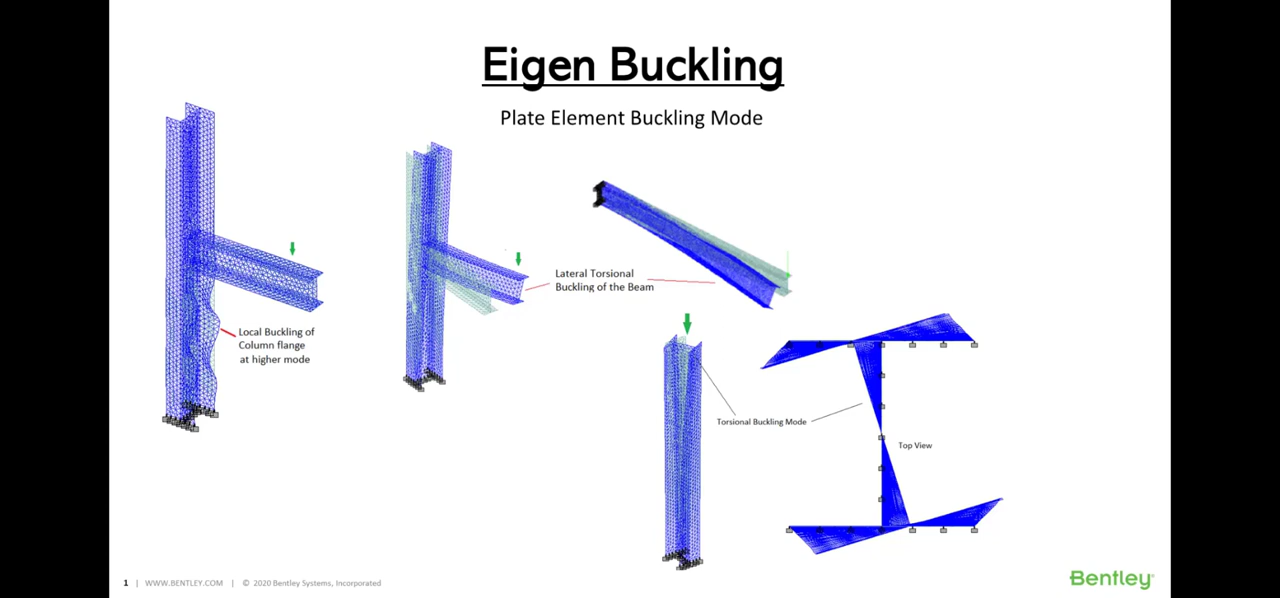 Eigen Buckling
Plate Element Buckling Mode
Lateral Torsional
Buckling of the Beam
Local Buckling of
Column flange
at higher mode
Torsional Buckling Mode
Top View
1 | WWW.BENTLEY.COM | © 2020 Bentley Systems, Incorporated
Bentley®